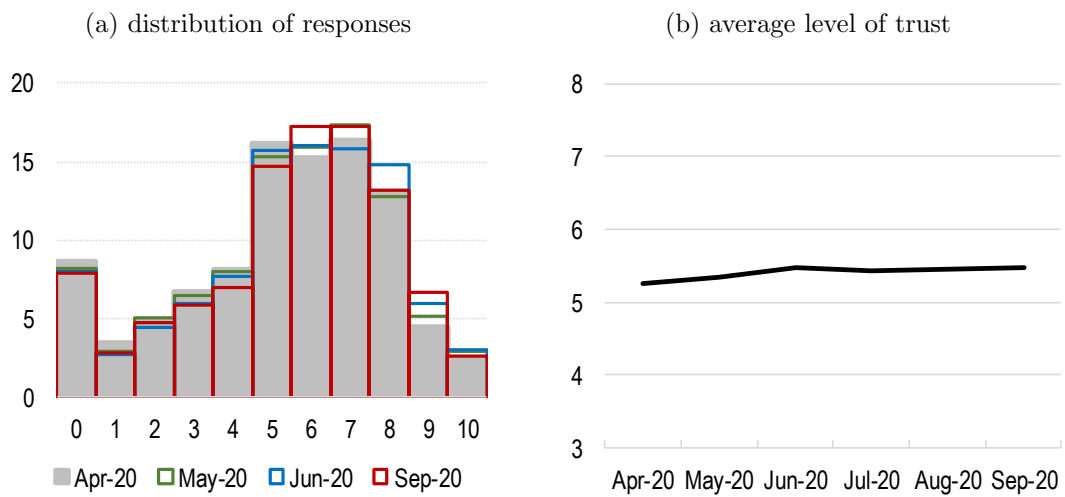 (a) distribution of responses
20
15
10
5
0
0 1 2 3 4 5 6 7 8 9 10
Apr-20 May-20 Jun-20 Sep-20
(b) average level of trust
8
7
6
5
4
3
Apr-20 May-20 Jun-20 Jul-20 Aug-20 Sep-20